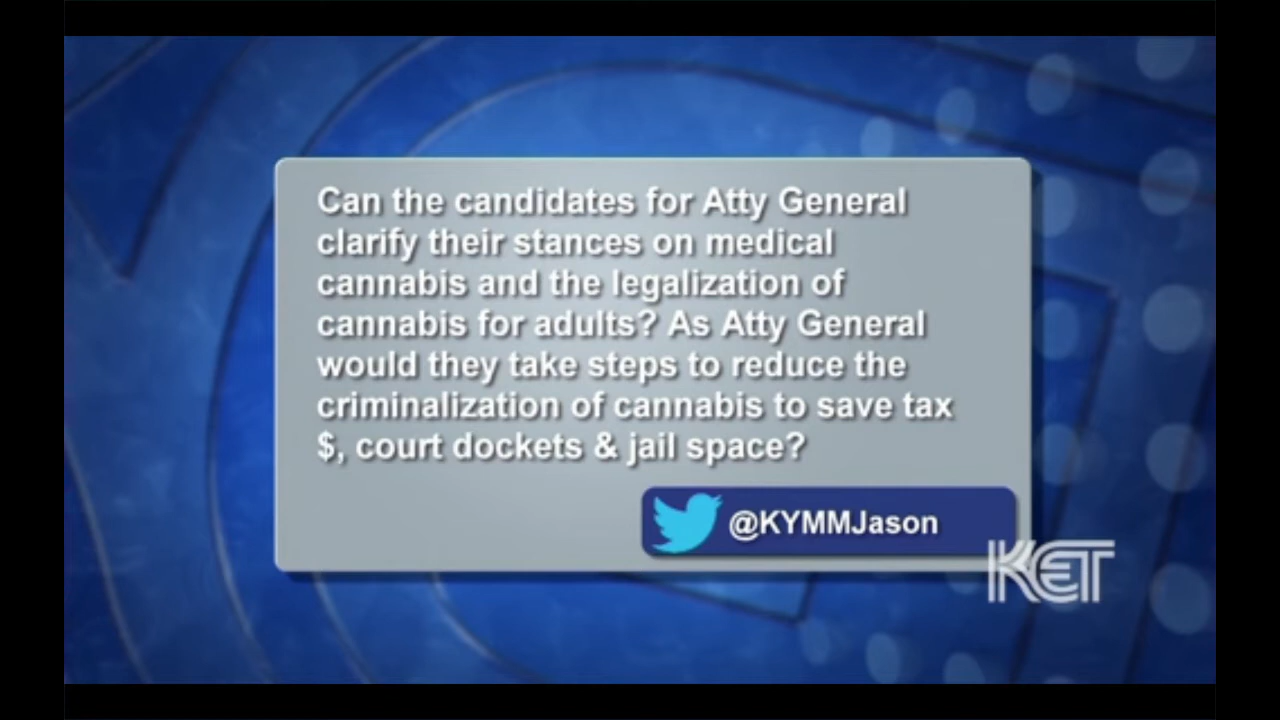 Can the candidates for Atty General
clarify their stances on medical
cannabis and the legalization of
cannabis for adults? As Atty General
would they take steps to reduce the
criminalization of cannabis to save tax
$, court dockets & jail space?
@KYMMJason
KET